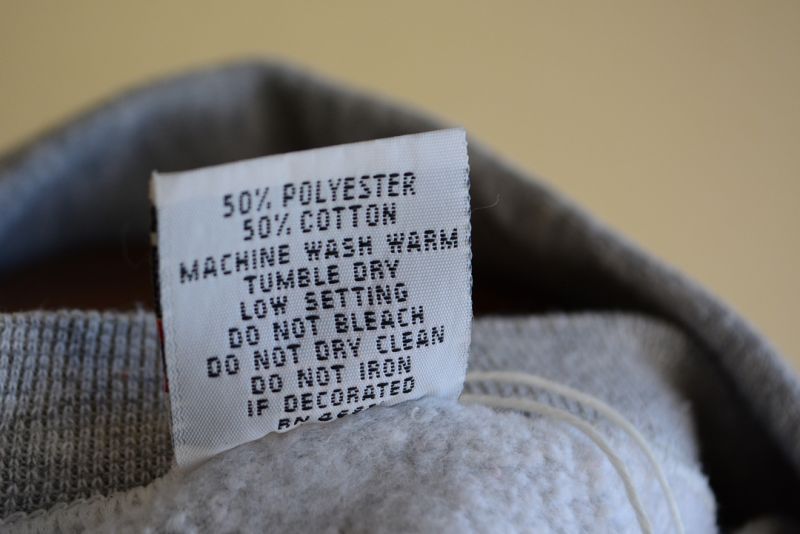 50% POLYESTER
50% COTTON
MACHINE WASH WARM
TUMBLE DRY
LOW SETTING
DO NOT BLEACH
DO NOT DRY CLEAN
DO NOT IRON
IF DECORATED
RN